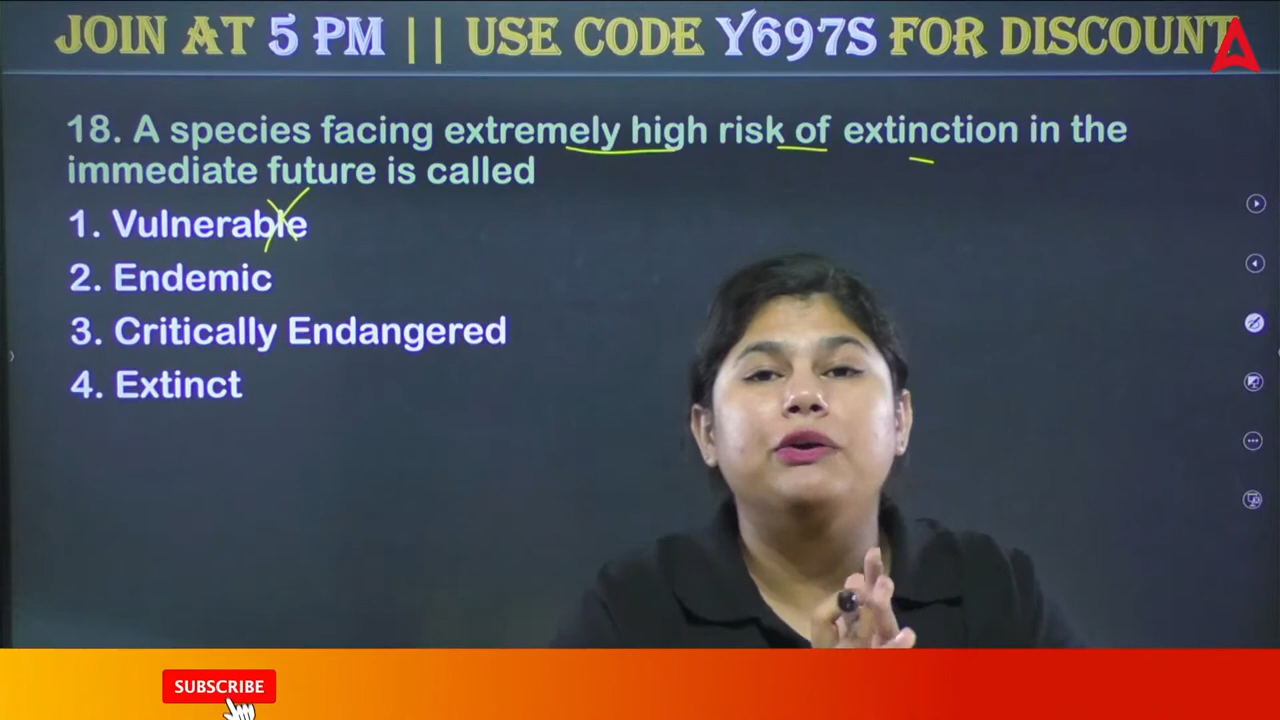 JOIN AT 5 PM || USE CODE Y697S FOR DISCOUNT
18. A species facing extremely high risk of extinction in the
immediate future is called
1. Vulnerable
2. Endemic
3. Critically Endangered
4. Extinct
SUBSCRIBE